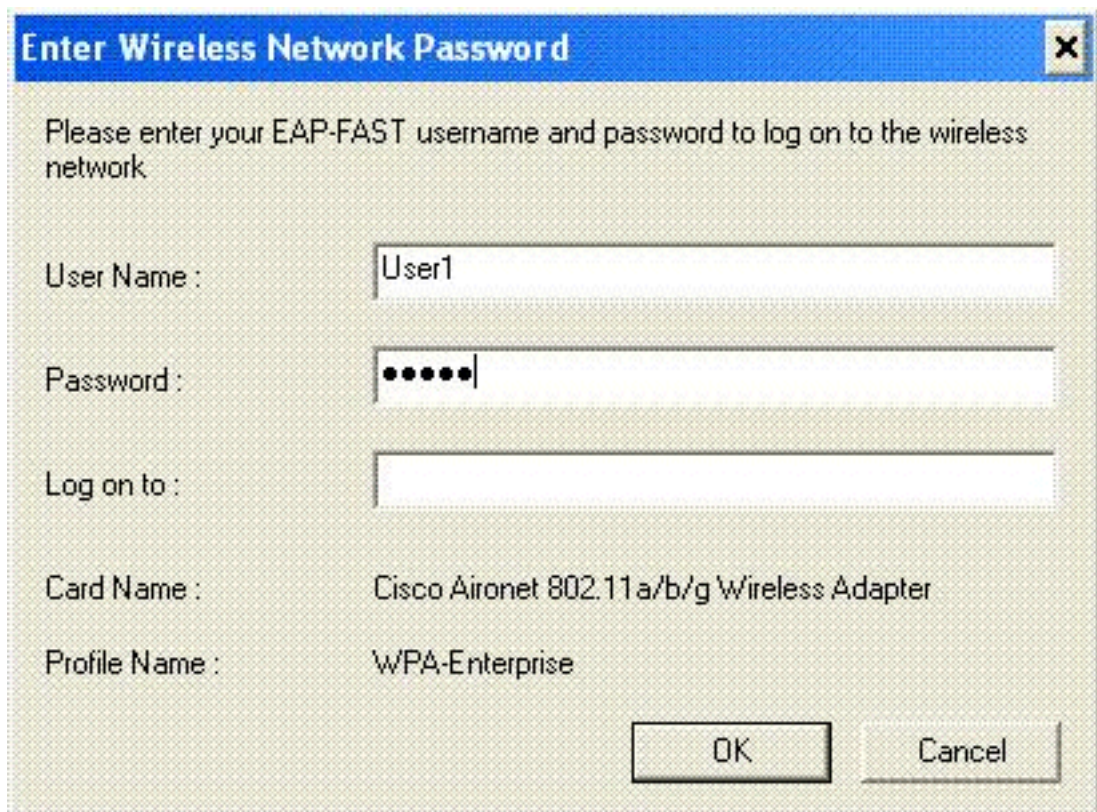 Enter Wireless Network Password
Please enter your EAP-FAST username and password to log on to the wireless
network
User Name : User1
Password : •••••
Log on to :
Card Name : Cisco Aironet 802.11a/b/g Wireless Adapter
Profile Name : WPA-Enterprise
OK Cancel